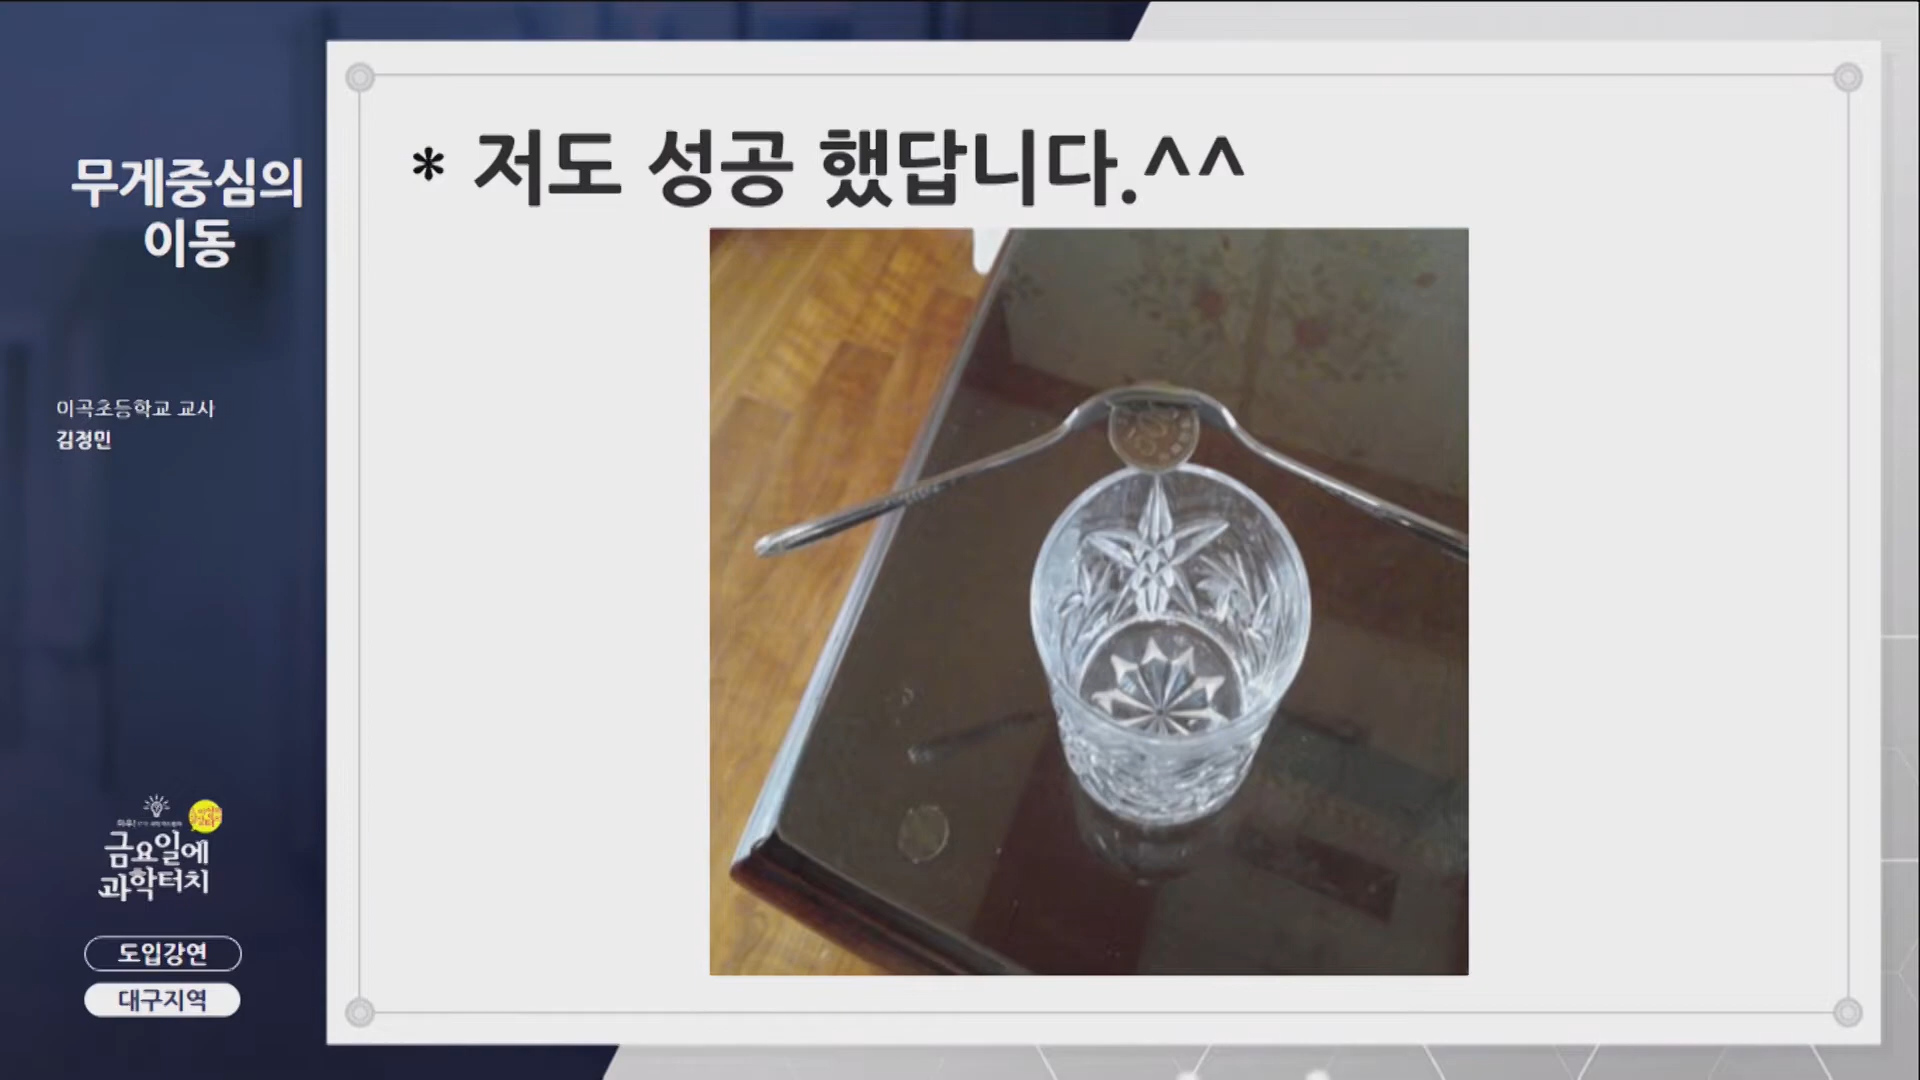 무게중심의
이동
이곡초등학교 교사
김정민
금요일에
과학터치
도입강연
대구지역
* 저도 성공 했답니다.^^